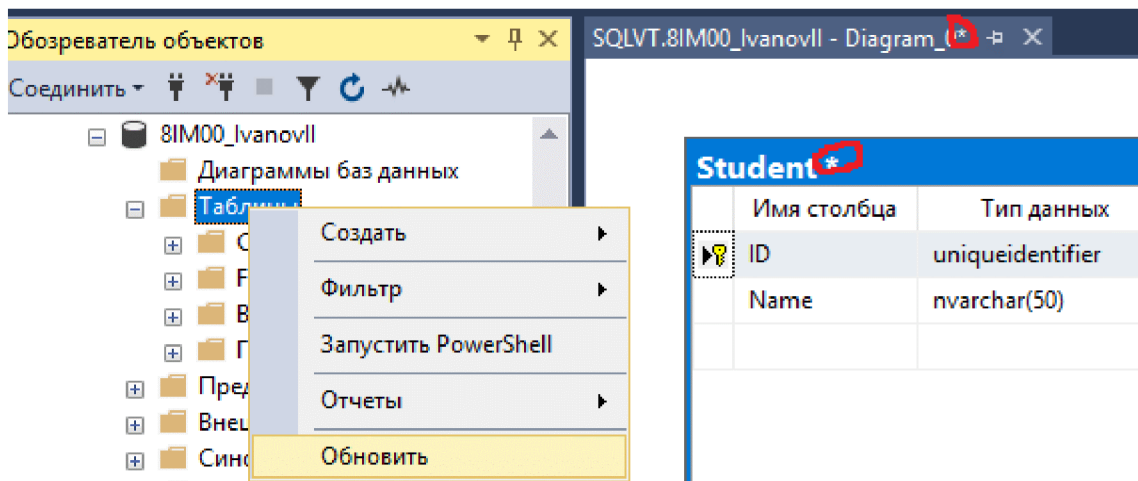 Обозреватель объектов
SQLVT.8IM00_IvanovII - Diagram_0*
Соединить
8IM00_IvanovII
Диаграммы баз данных
Таблицы
Создать
Фильтр
Запустить PowerShell
Отчеты
Обновить
Student *
Имя столбца Тип данных
ID uniqueidentifier
Name nvarchar(50)